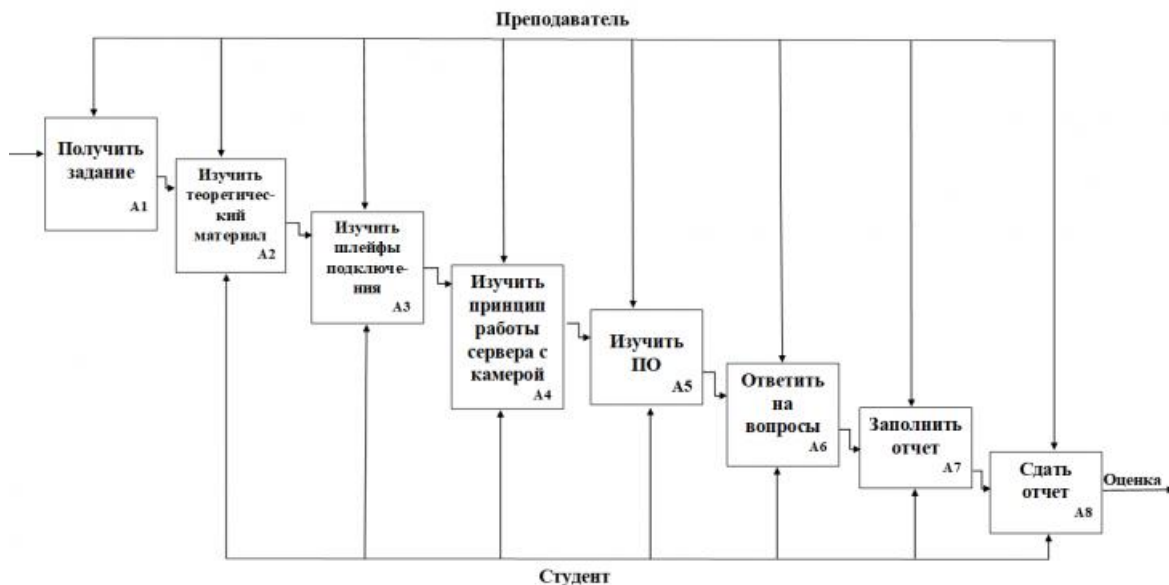 Преподаватель
Получить
задание
А1
Изучить
теоретичес-
кий
материал
А2
Изучить
шлейфы
подключе-
ния
А3
Изучить
принцип
работы
сервера с
камерой
А4
Изучить
ПО
А5
Ответить
на
вопросы
А6
Заполнить
отчет
А7
Сдать
отчет
А8
Оценка
Студент